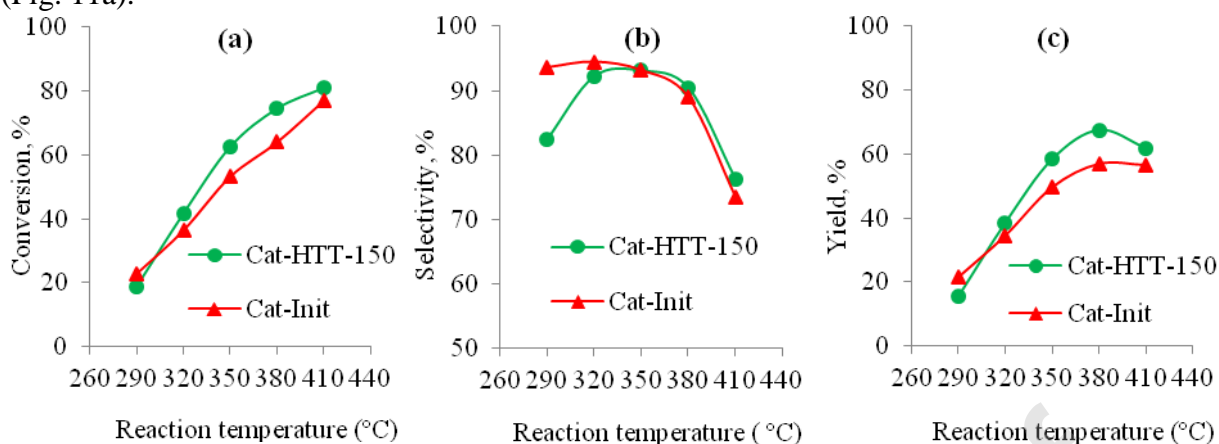 (Fig. 11a).
(a)
100
80
60
40
20
0
Conversion, %
Cat-HTT-150
Cat-Init
260 290 320 350 380 410 440
Reaction temperature (°C)
(b)
100
90
80
70
60
50
Selectivity, %
Cat-HTT-150
Cat-Init
260 290 320 350 380 410 440
Reaction temperature ( °C)
(c)
100
80
60
40
20
0
Yield, %
Cat-HTT-150
Cat-Init
260 290 320 350 380 410 440
Reaction temperature (°C)